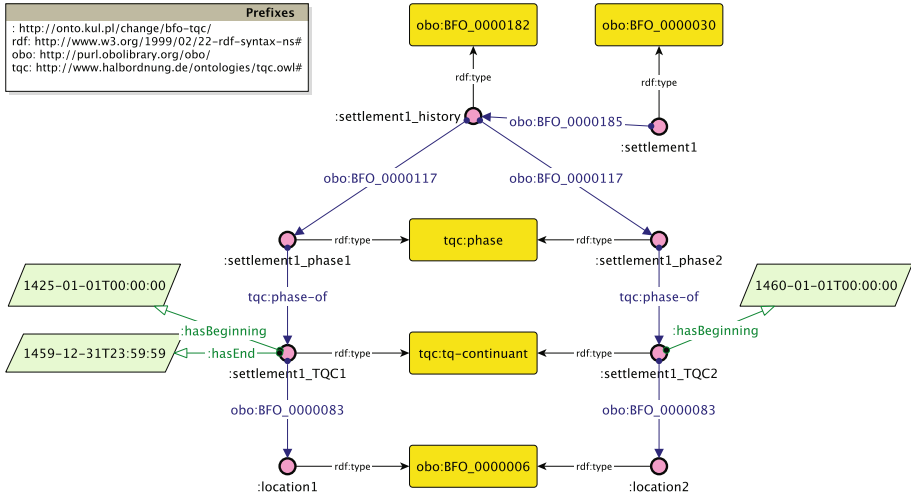 Prefixes
: http://onto.kul.pl/change/bfo-tqc/
rdf: http://www.w3.org/1999/02/22-rdf-syntax-ns#
obo: http://purl.obolibrary.org/obo/
tqc: http://www.halbordnung.de/ontologies/tqc.owl#
obo:BFO_0000182
obo:BFO_0000030
rdf:type
rdf:type
:settlement1_history
obo:BFO_0000185
:settlement1
obo:BFO_0000117
obo:BFO_0000117
rdf:type
tqc:phase
rdf:type
:settlement1_phase1
:settlement1_phase2
1425-01-01T00:00:00
tqc:phase-of
tqc:phase-of
1460-01-01T00:00:00
:hasBeginning
:hasBeginning
1459-12-31T23:59:59
:hasEnd
rdf:type
tqc:tq-continuant
rdf:type
:settlement1_TQC1
:settlement1_TQC2
obo:BFO_0000083
obo:BFO_0000083
rdf:type
obo:BFO_0000006
rdf:type
:location1
:location2